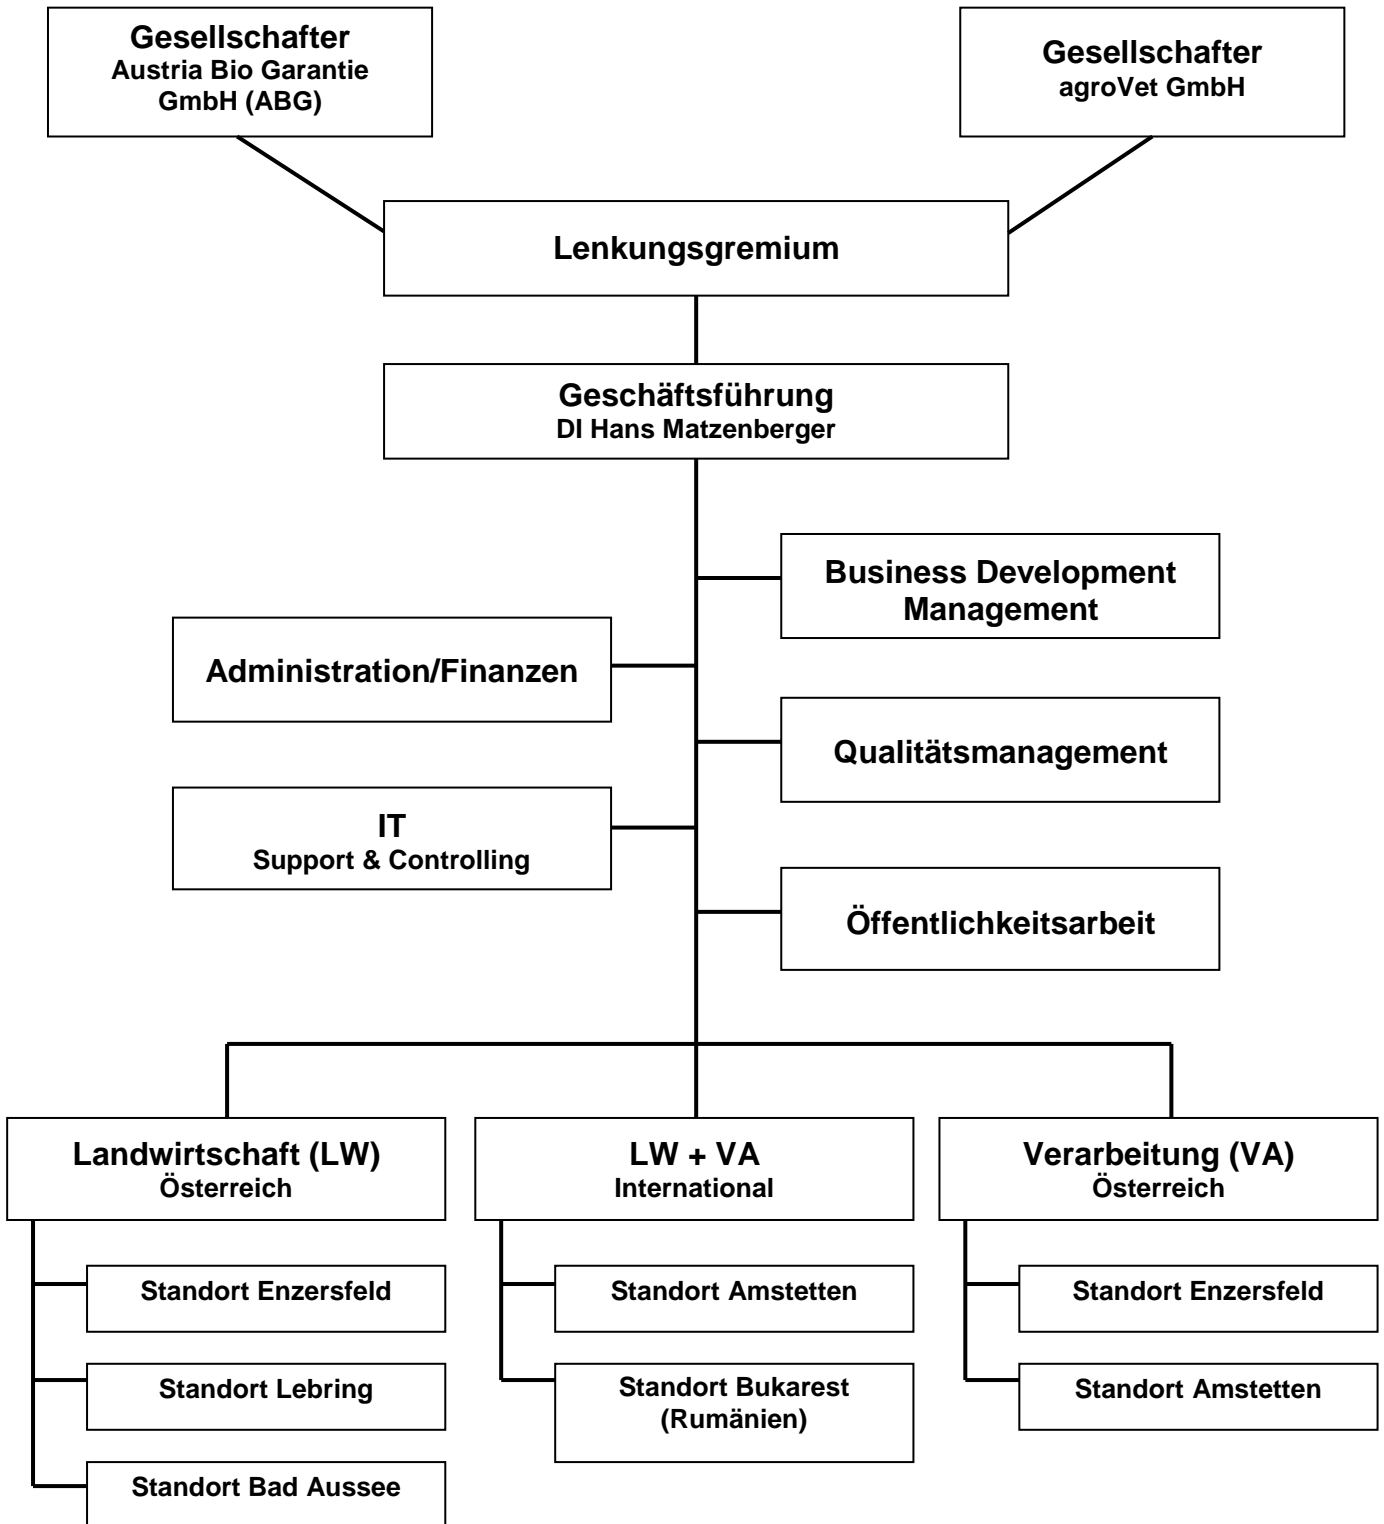 Gesellschafter
Austria Bio Garantie
GmbH (ABG)
Gesellschafter
agroVet GmbH
Lenkungsgremium
Geschäftsführung
DI Hans Matzenberger
Business Development
Management
Administration/Finanzen
Qualitätsmanagement
IT
Support & Controlling
Öffentlichkeitsarbeit
Landwirtschaft (LW)
Österreich
LW + VA
International
Verarbeitung (VA)
Österreich
Standort Enzersfeld
Standort Amstetten
Standort Enzersfeld
Standort Lebring
Standort Bukarest
(Rumänien)
Standort Amstetten
Standort Bad Aussee